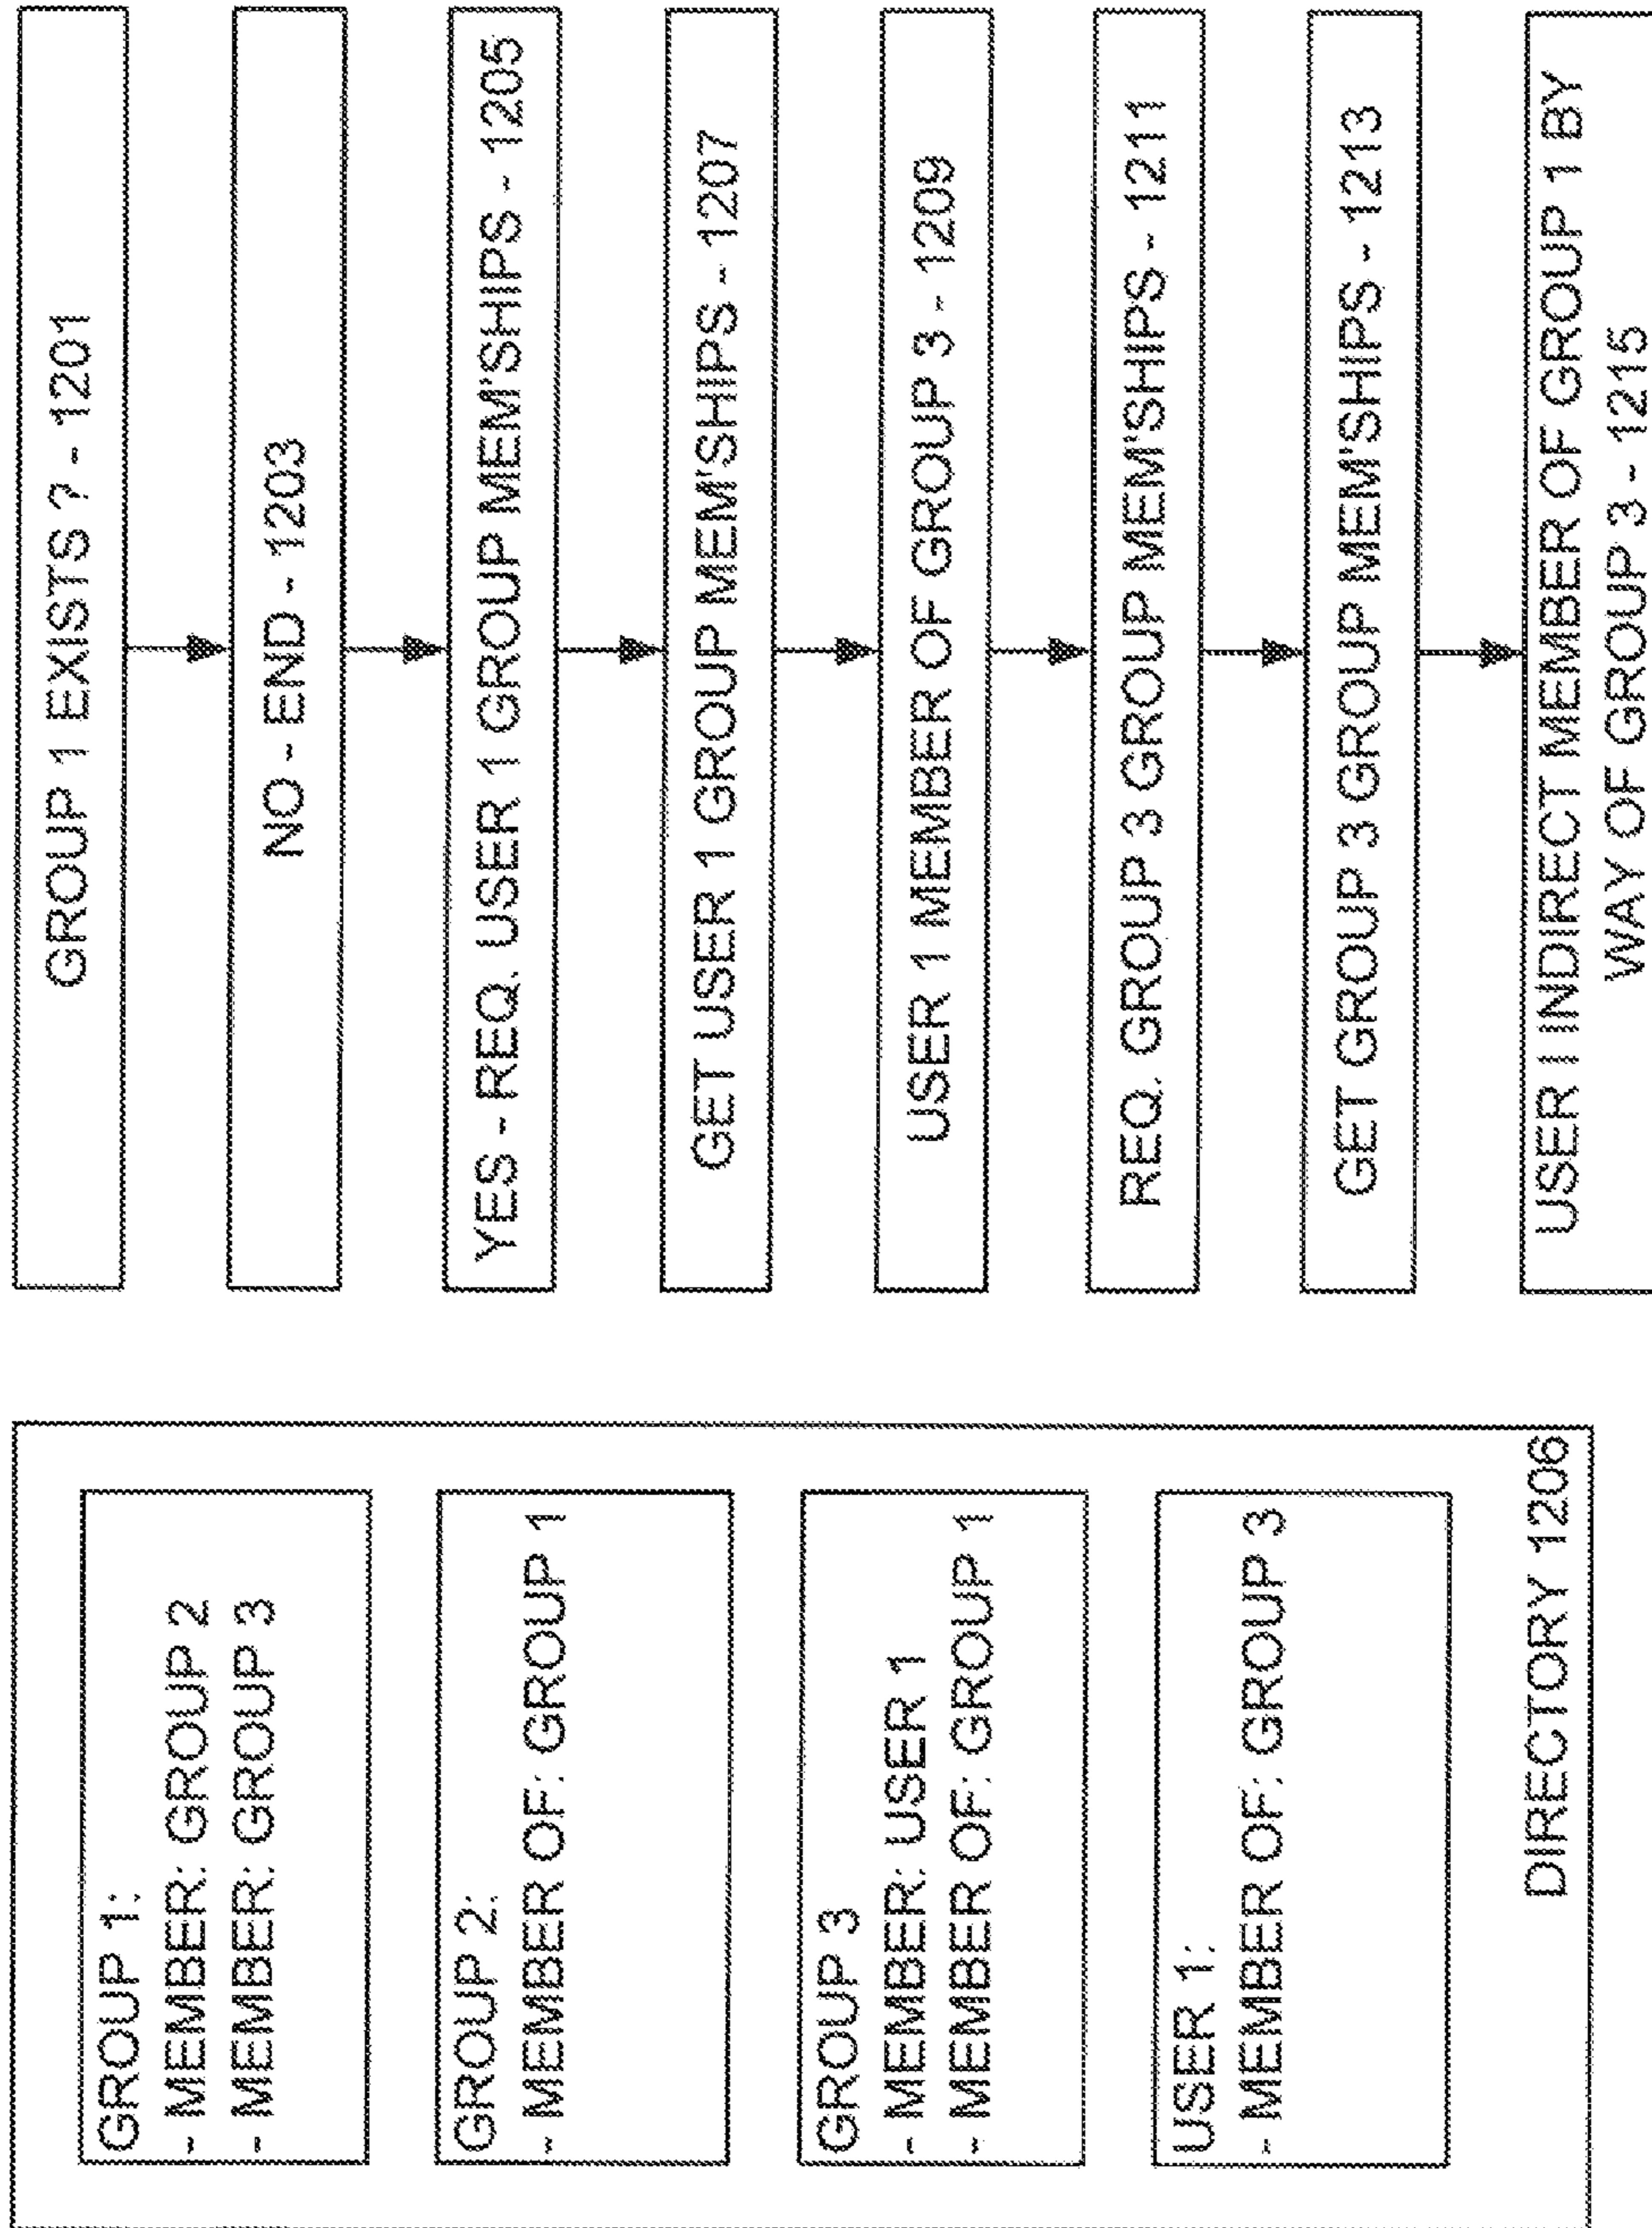 GROUP 1:
- MEMBER: GROUP 2
- MEMBER: GROUP 3
GROUP 2:
- MEMBER OF: GROUP 1
GROUP 3
- MEMBER: USER 1
- MEMBER OF: GROUP 1
USER 1:
- MEMBER OF: GROUP 3
DIRECTORY 1206
GROUP 1 EXISTS ? - 1201
NO - END - 1203
YES - REQ. USER 1 GROUP MEM'SHIPS - 1205
GET USER 1 GROUP MEM'SHIPS - 1207
USER 1 MEMBER OF GROUP 3 - 1209
REQ. GROUP 3 GROUP MEM'SHIPS - 1211
GET GROUP 3 GROUP MEM'SHIPS - 1213
USER I INDIRECT MEMBER OF GROUP 1 BY
WAY OF GROUP 3 - 1215